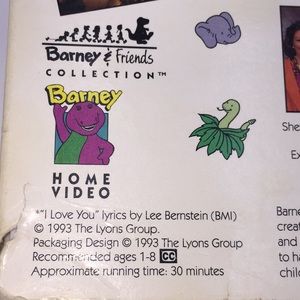 Barney & Friends
COLLECTION™
Barney
HOME
VIDEO
*"I Love You" lyrics by Lee Bernstein (BMI)
© 1993 The Lyons Group.
Packaging Design © 1993 The Lyons Group
Recommended ages 1-8 CC
Approximate running time: 30 minutes
She
Ex
Barne
creat
and
to ha
child